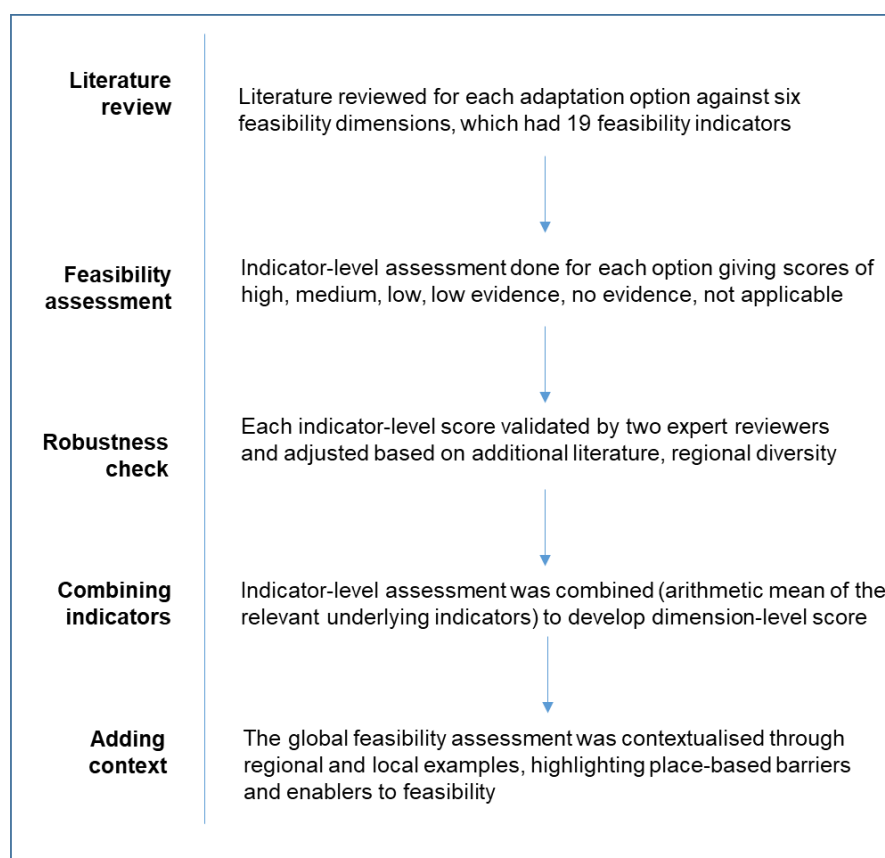 Literature
review
Literature reviewed for each adaptation option against six
feasibility dimensions, which had 19 feasibility indicators
Feasibility
assessment
Indicator-level assessment done for each option giving scores of
high, medium, low, low evidence, no evidence, not applicable
Robustness
check
Each indicator-level score validated by two expert reviewers
and adjusted based on additional literature, regional diversity
Combining
indicators
Indicator-level assessment was combined (arithmetic mean of the
relevant underlying indicators) to develop dimension-level score
Adding
context
The global feasibility assessment was contextualised through
regional and local examples, highlighting place-based barriers
and enablers to feasibility